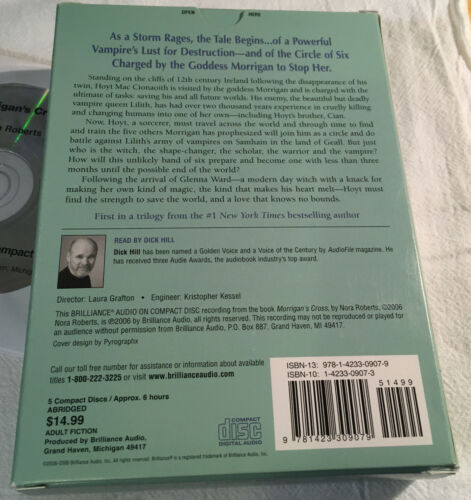 OPEN HERE
As a Storm Rages, the Tale Begins...of a Powerful
Vampire's Lust for Destruction—and of the Circle of Six
Charged by the Goddess Morrigan to Stop Her.
Standing on the cliffs of 12th century Ireland following the disappearance of his
twin, Hoyt Mac Cionaoith is visited by the goddess Morrigan and is charged with the
ultimate of tasks: saving his and all future worlds. His enemy, the beautiful but deadly
vampire queen Lilith, has had over two thousand years experience in cruelly killing
and changing humans into one of her own—including Hoyt's brother, Cian.
Now, Hoyt, a sorcerer, must travel across the world and through time to find
and train the five others Morrigan has prophesized will join him as a circle and do
battle against Lilith's army of vampires on Samhain in the land of Geall. But just
who is the witch, the shape-changer, the scholar, the warrior and the vampire?
How will this unlikely band of six prepare and become one with less than three
months until the possible end of the world?
Following the arrival of Glenna Ward—a modern day witch with a knack for
making her own kind of magic, the kind that makes his heart melt—Hoyt must
find the strength to save the world, and a love that knows no bounds.
First in a trilogy from the #1 New York Times bestselling author
READ BY DICK HILL
Dick Hill has been named a Golden Voice and a Voice of the Century by AudioFile magazine. He
has received three Audie Awards, the audiobook industry's top award.
Director: Laura Grafton • Engineer: Kristopher Kessel
This BRILLIANCE® AUDIO ON COMPACT DISC recording from the book Morrigan's Cross, by Nora Roberts, ©2006
Nora Roberts, is ℗2006 by Brilliance Audio, all rights reserved. This recording may not be reproduced or played for
an audience without permission from Brilliance Audio, P.O. Box 887, Grand Haven, MI 49417.
Cover design by Pyrographx
Call our toll free number for assistance or information about available
titles 1-800-222-3225 or visit www.brillianceaudio.com
5 Compact Discs / Approx. 6 hours
ABRIDGED
$14.99
ADULT FICTION
Produced by Brilliance Audio,
Grand Haven, Michigan 49417
COMPACT
disc
DIGITAL AUDIO
ISBN-13: 978-1-4233-0907-9
ISBN-10: 1-4233-0907-3
51499
9 781423 309079
rigan's Cr
Roberts
mpact
Michig